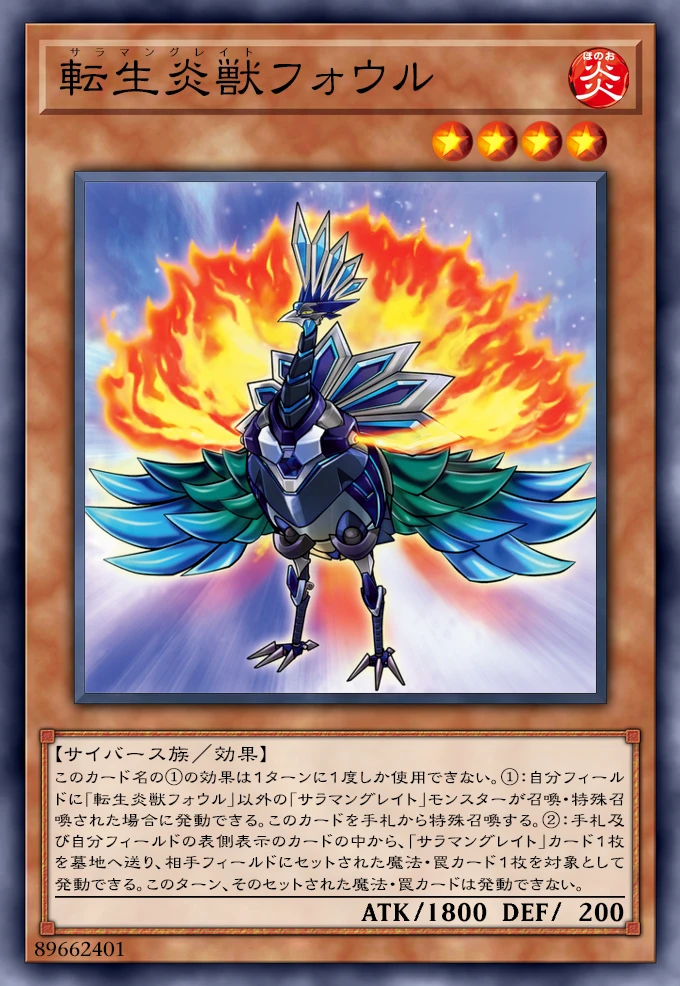 サラマングレイト
転生炎獣フォウル
ほのお
炎
【サイバース族／効果】
このカード名の①の効果は１ターンに１度しか使用できない。①：自分フィール
ドに「転生炎獣フォウル」以外の「サラマングレイト」モンスターが召喚・特殊召
喚された場合に発動できる。このカードを手札から特殊召喚する。②：手札及
び自分フィールドの表側表示のカードの中から、「サラマングレイト」カード１枚
を墓地へ送り、相手フィールドにセットされた魔法・罠カード１枚を対象として
発動できる。このターン、そのセットされた魔法・罠カードは発動できない。
ATK/1800 DEF/ 200
89662401